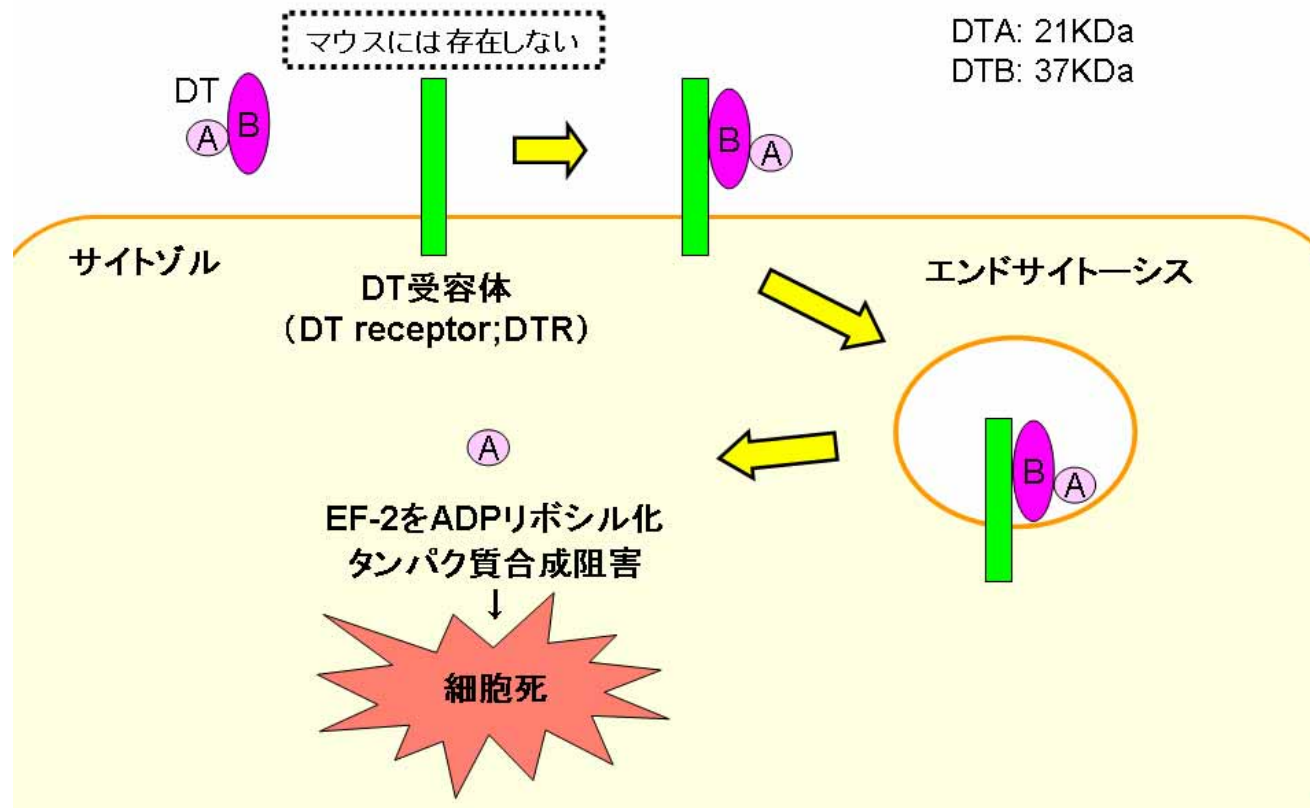 マウスには存在しない
DTA: 21KDa
DTB: 37KDa
DT
A
B
B
A
サイトゾル
DT受容体
（DT receptor;DTR）
エンドサイトーシス
B
A
A
EF-2をADPリボシル化
タンパク質合成阻害
↓
細胞死